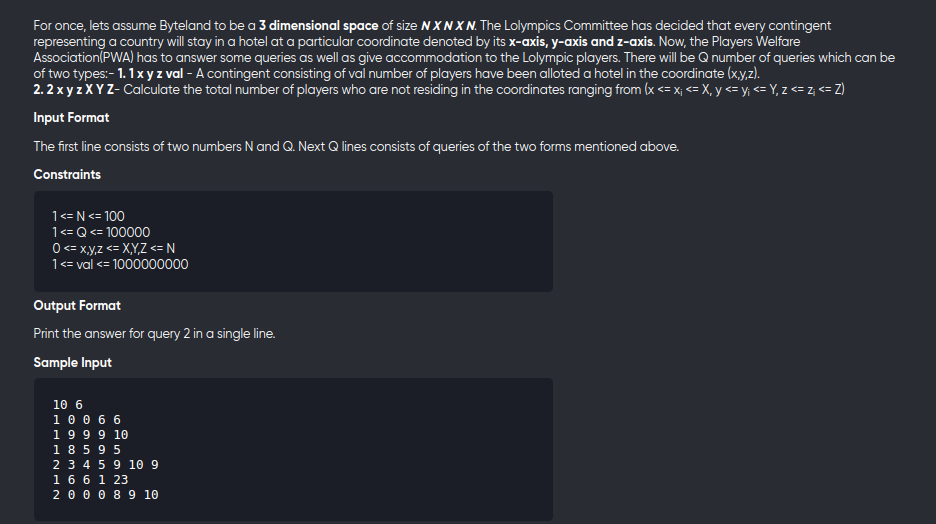 For once, lets assume Byteland to be a 3 dimensional space of size N X N X N. The Lolympics Committee has decided that every contingent
representing a country will stay in a hotel at a particular coordinate denoted by its x-axis, y-axis and z-axis. Now, the Players Welfare
Association(PWA) has to answer some queries as well as give accommodation to the Lolympic players. There will be Q number of queries which can be
of two types:- 1. 1 x y z val - A contingent consisting of val number of players have been alloted a hotel in the coordinate (x,y,z).
2. 2 x y z X Y Z- Calculate the total number of players who are not residing in the coordinates ranging from (x <= xᵢ <= X, y <= yᵢ <= Y, z <= zᵢ <= Z)
Input Format
The first line consists of two numbers N and Q. Next Q lines consists of queries of the two forms mentioned above.
Constraints
1 <= N <= 100
1 <= Q <= 100000
0 <= x,y,z <= X,Y,Z <= N
1 <= val <= 1000000000
Output Format
Print the answer for query 2 in a single line.
Sample Input
10 6
1 0 0 6 6
1 9 9 9 10
1 8 5 9 5
2 3 4 5 9 10 9
1 6 6 1 23
2 0 0 0 8 9 10